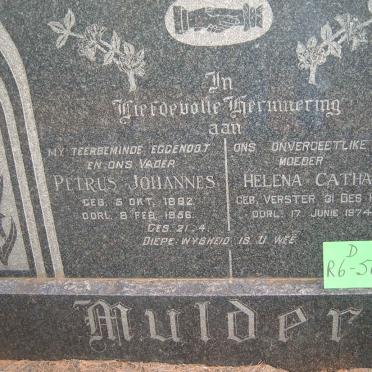 In
Liefdevolle Herinnering
aan
MY TEERBEMINDE EGGENOOT
EN ONS VADER
PETRUS JOHANNES
GEB. 5 OKT. 1882.
OORL. 8 FEB. 1956.
GES. 21.4.
ONS ONVERGEETLIKE
MOEDER
HELENA CATHA
GEB. VERSTER 31 DES 1
OORL. 17 JUNIE 1974
DIEPE WYSHEID IS U WEË
D
R6-5
Mulder